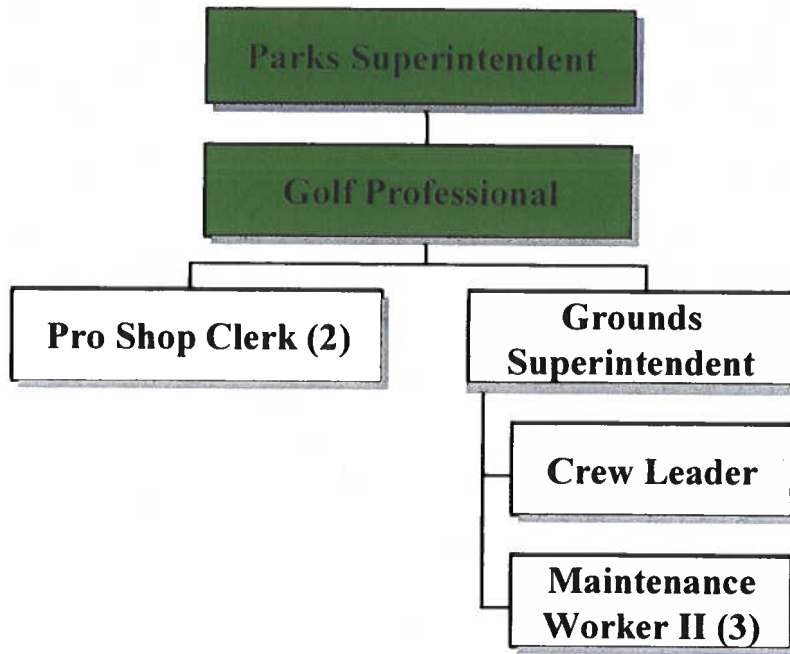 Parks Superintendent
Golf Professional
Pro Shop Clerk (2)
Grounds
Superintendent
Crew Leader
Maintenance
Worker II (3)